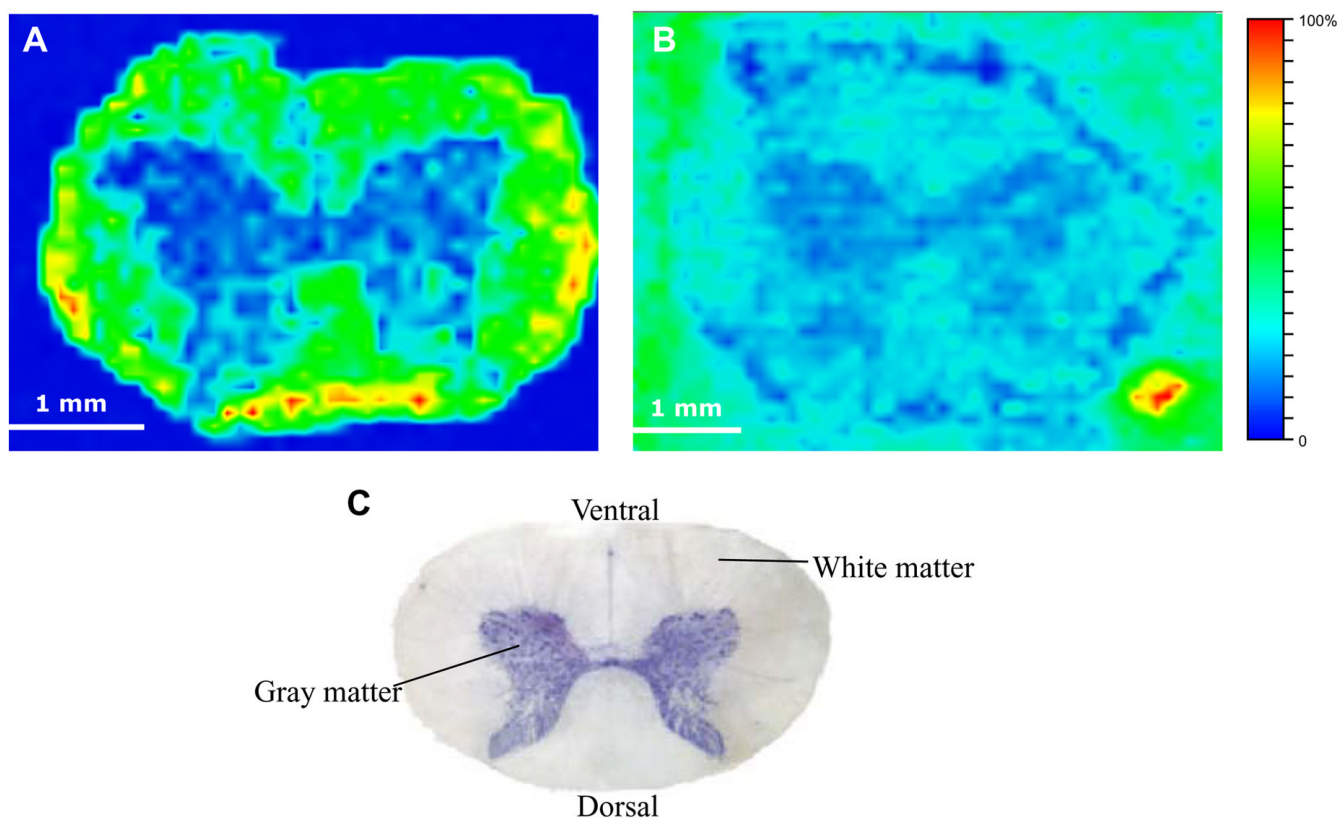 A
B
100%
1 mm
1 mm
0
C
Ventral
White matter
Gray matter
Dorsal